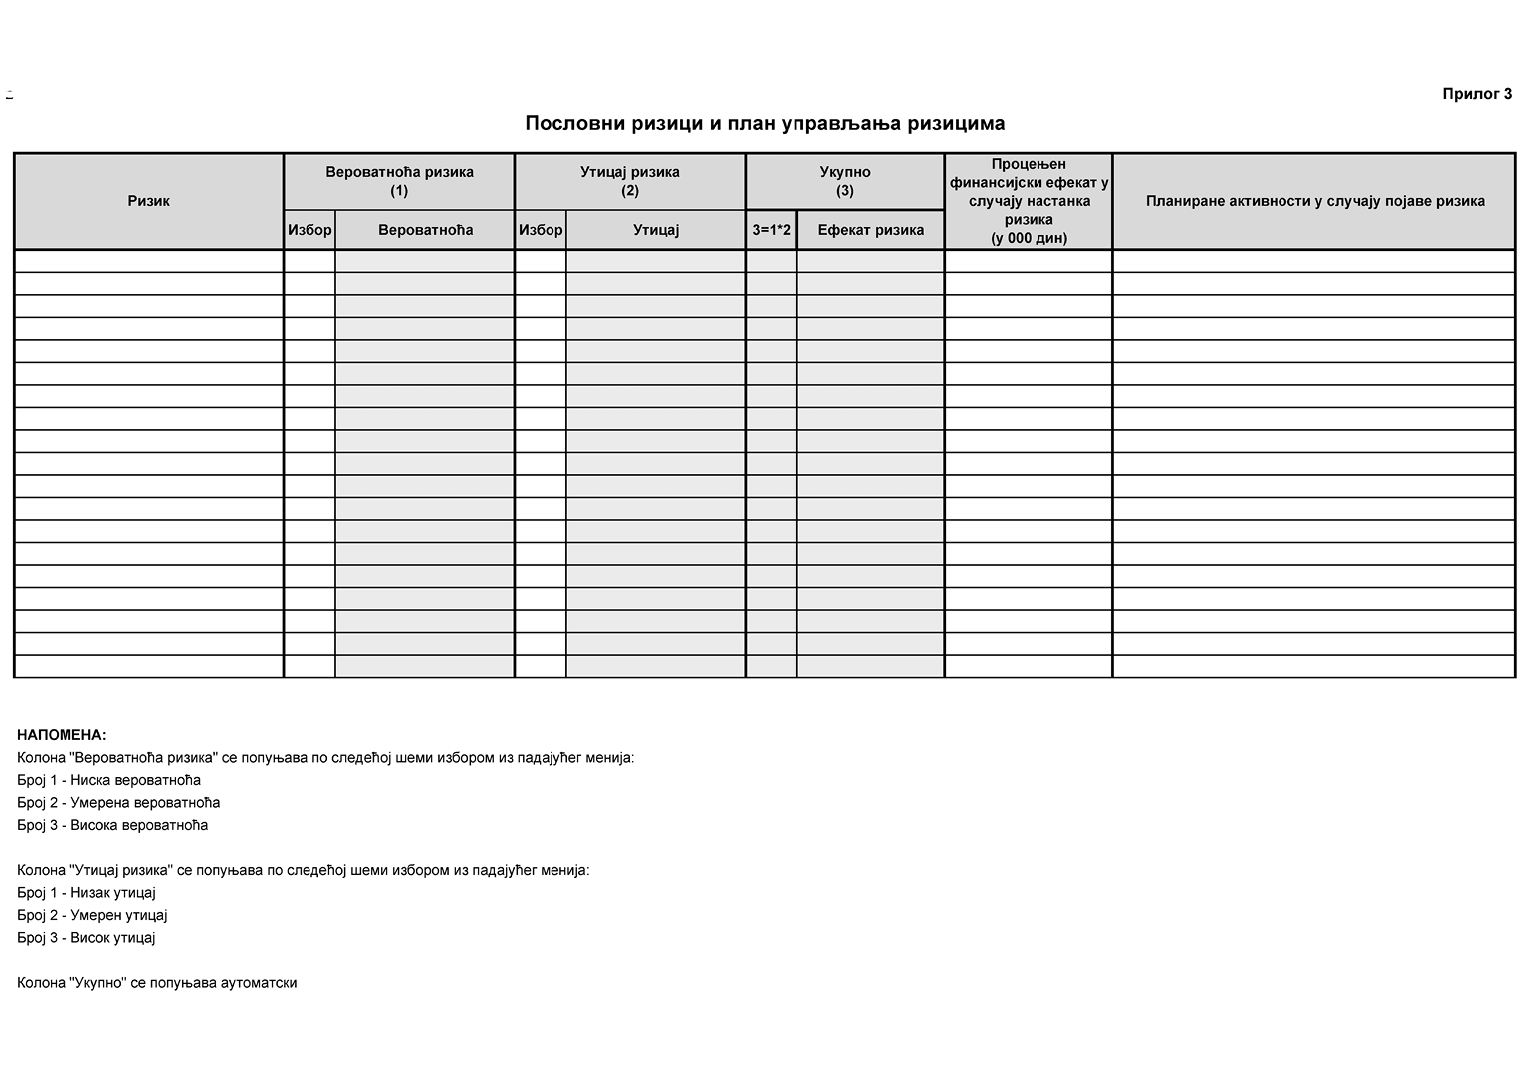 Прилог 3
Пословни ризици и план управљања ризицима
Ризик
Вероватноћа ризика
(1)
Утицај ризика
(2)
Укупно
(3)
Процењен
финансијски ефекат у
случају настанка
ризика
(у 000 дин)
Планиране активности у случају појаве ризика
Избор
Вероватноћа
Избор
Утицај
3=1*2
Ефекат ризика
НАПОМЕНА:
Колона "Вероватноћа ризика" се попуњава по следећој шеми избором из падајућег менија:
Број 1 - Ниска вероватноћа
Број 2 - Умерена вероватноћа
Број 3 - Висока вероватноћа
Колона "Утицај ризика" се попуњава по следећој шеми избором из падајућег менија:
Број 1 - Низак утицај
Број 2 - Умерен утицај
Број 3 - Висок утицај
Колона "Укупно" се попуњава аутоматски